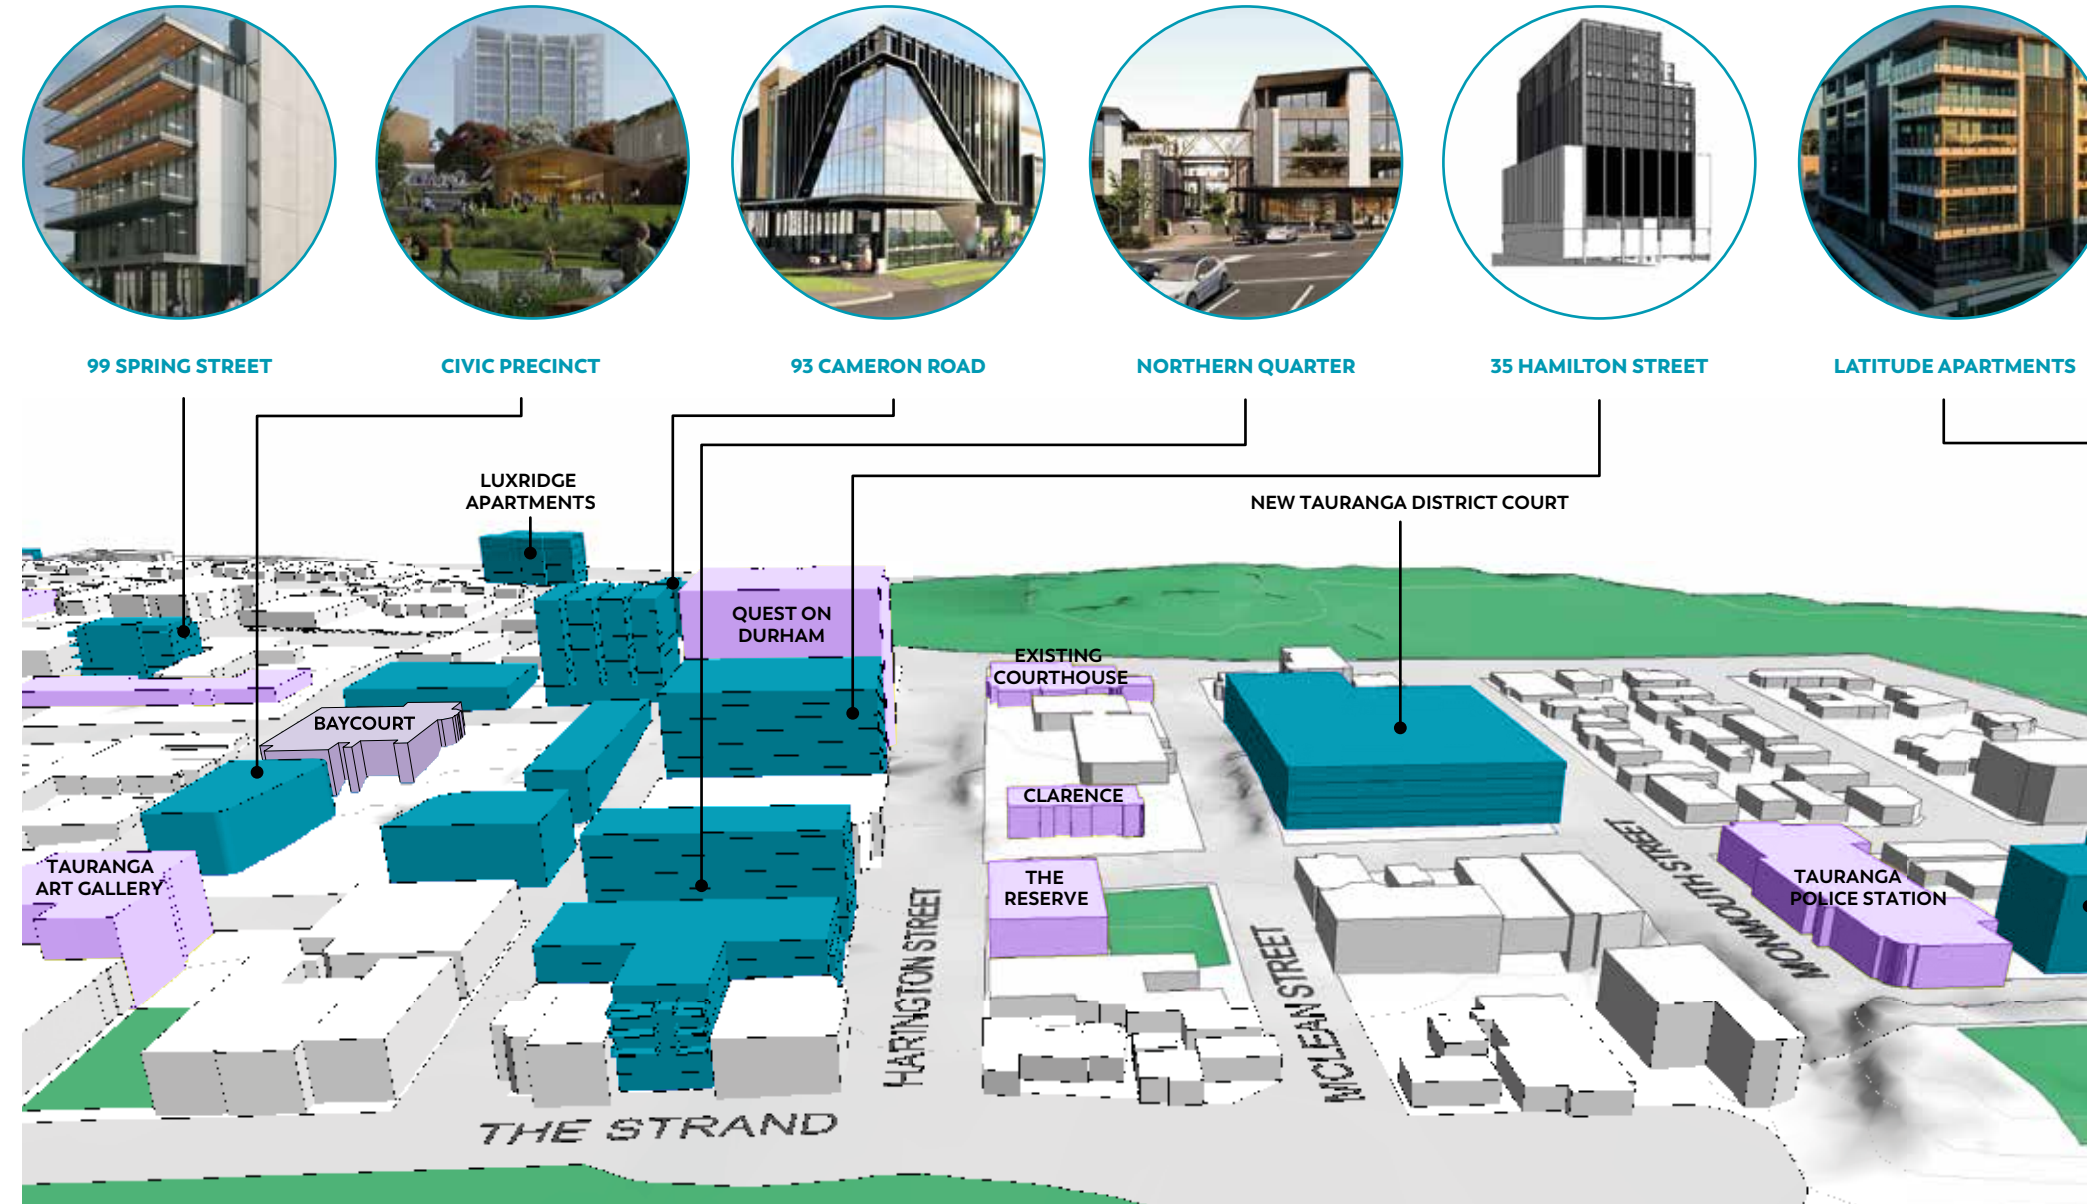 99 SPRING STREET
CIVIC PRECINCT
93 CAMERON ROAD
NORTHERN QUARTER
35 HAMILTON STREET
LATITUDE APARTMENTS
LUXRIDGE
APARTMENTS
NEW TAURANGA DISTRICT COURT
QUEST ON
DURHAM
EXISTING
COURTHOUSE
BAYCOURT
CLARENCE
TAURANGA
ART GALLERY
THE
RESERVE
TAURANGA
POLICE STATION
HARINGTON STREET
MCLEAN STREET
MONMOUTH STREET
THE STRAND